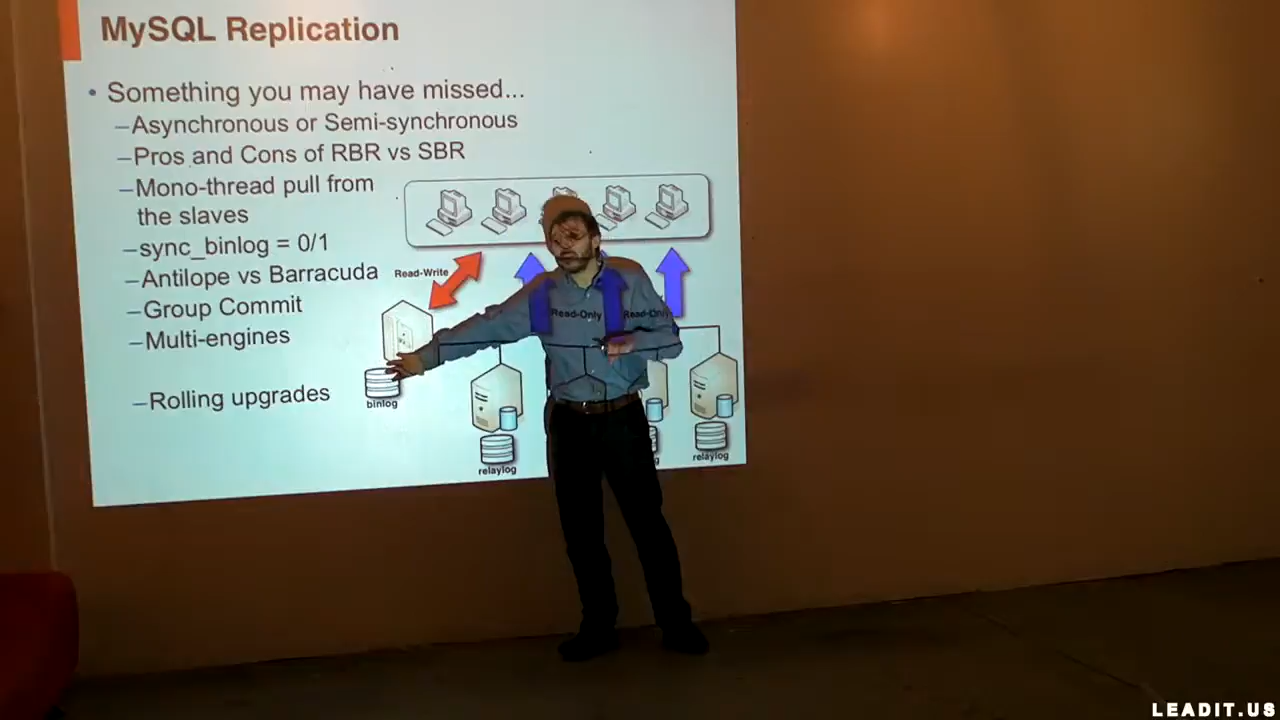 MySQL Replication
• Something you may have missed...
–Asynchronous or Semi-synchronous
–Pros and Cons of RBR vs SBR
–Mono-thread pull from
the slaves
–sync_binlog = 0/1
–Antilope vs Barracuda
–Group Commit
–Multi-engines
–Rolling upgrades
Read-Write
Read-Only
Read-Only
binlog
relaylog
relaylog
LEADIT.US